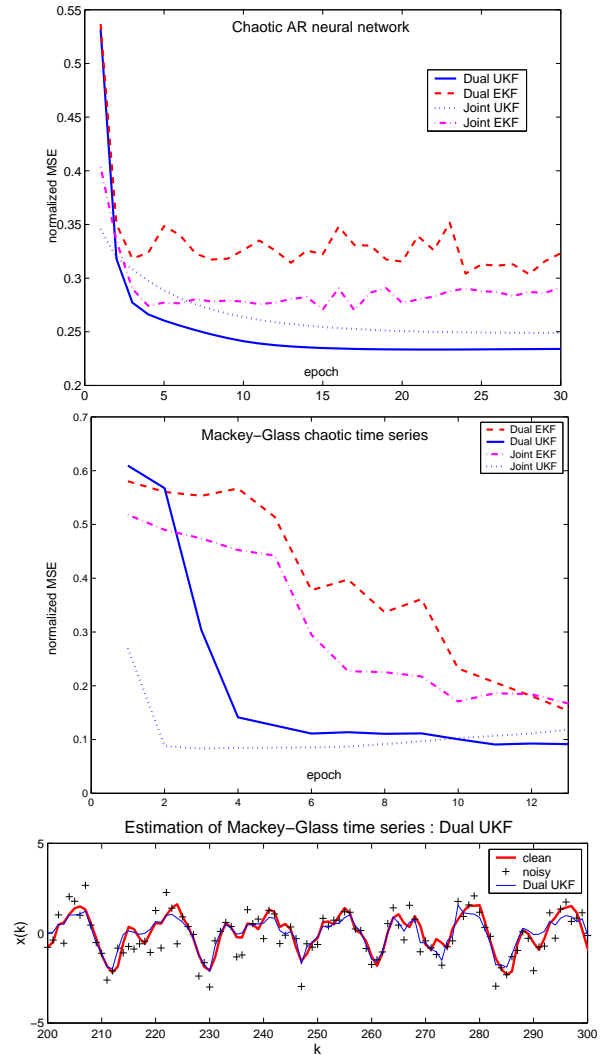 Chaotic AR neural network
Dual UKF
Dual EKF
Joint UKF
Joint EKF
normalized MSE
0.55
0.5
0.45
0.4
0.35
0.3
0.25
0.2
epoch
0 5 10 15 20 25 30
Mackey−Glass chaotic time series
Dual EKF
Dual UKF
Joint EKF
Joint UKF
normalized MSE
0.7
0.6
0.5
0.4
0.3
0.2
0.1
0
epoch
0 2 4 6 8 10 12
Estimation of Mackey−Glass time series : Dual UKF
clean
noisy
Dual UKF
x(k)
5
0
−5
200 210 220 230 240 250 260 270 280 290 300
k